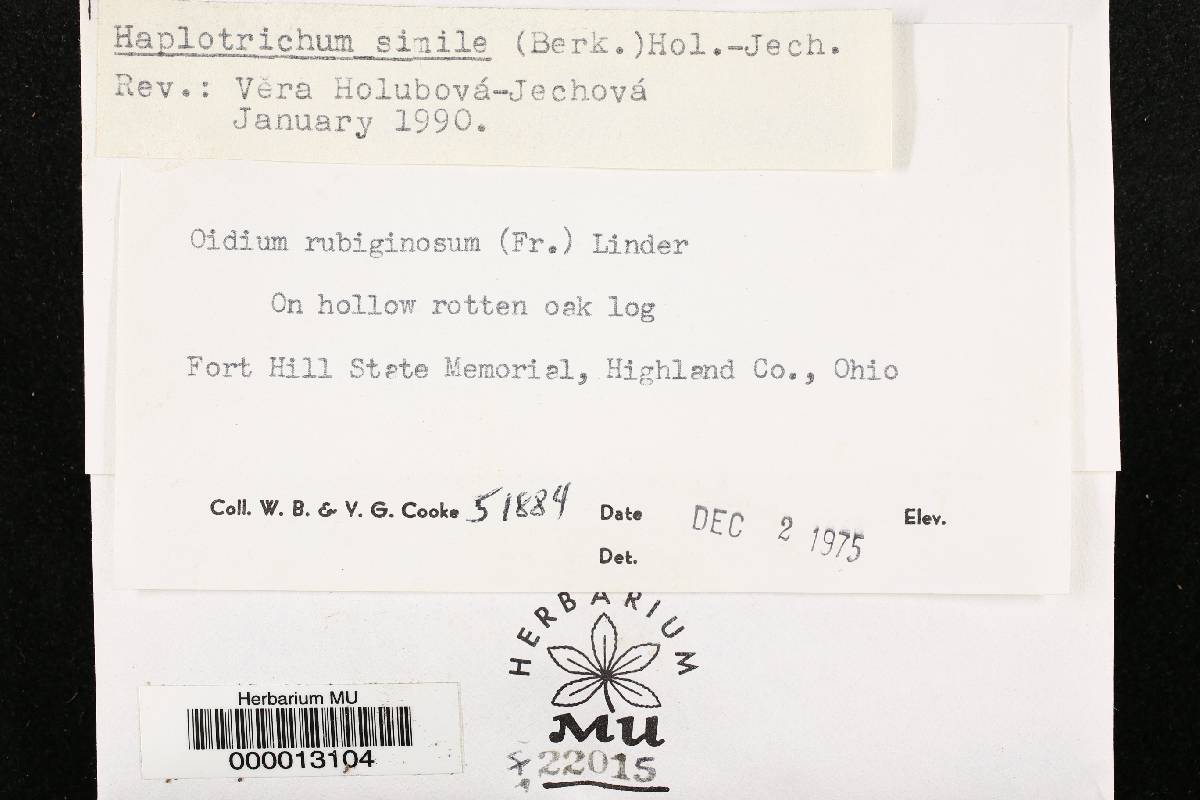 Haplotrichum simile (Berk.)Hol.-Jech.
Rev.: Věra Holubová-Jechová
January 1990.
Oidium rubiginosum (Fr.) Linder
On hollow rotten oak log
Fort Hill State Memorial, Highland Co., Ohio
Coll. W. B. & V. G. Cooke 51884 Date DEC 2 1975 Elev.
Det.
HERBARIUM
MU
22015
Herbarium MU
000013104